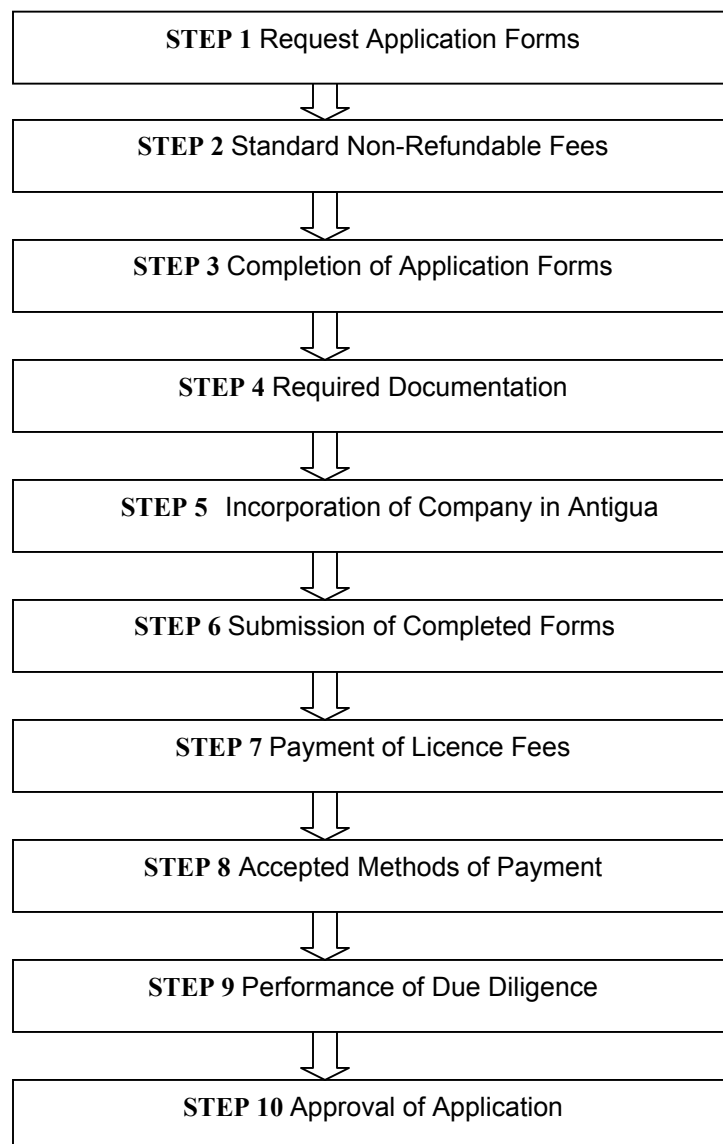 STEP 1 Request Application Forms
STEP 2 Standard Non-Refundable Fees
STEP 3 Completion of Application Forms
STEP 4 Required Documentation
STEP 5 Incorporation of Company in Antigua
STEP 6 Submission of Completed Forms
STEP 7 Payment of Licence Fees
STEP 8 Accepted Methods of Payment
STEP 9 Performance of Due Diligence
STEP 10 Approval of Application